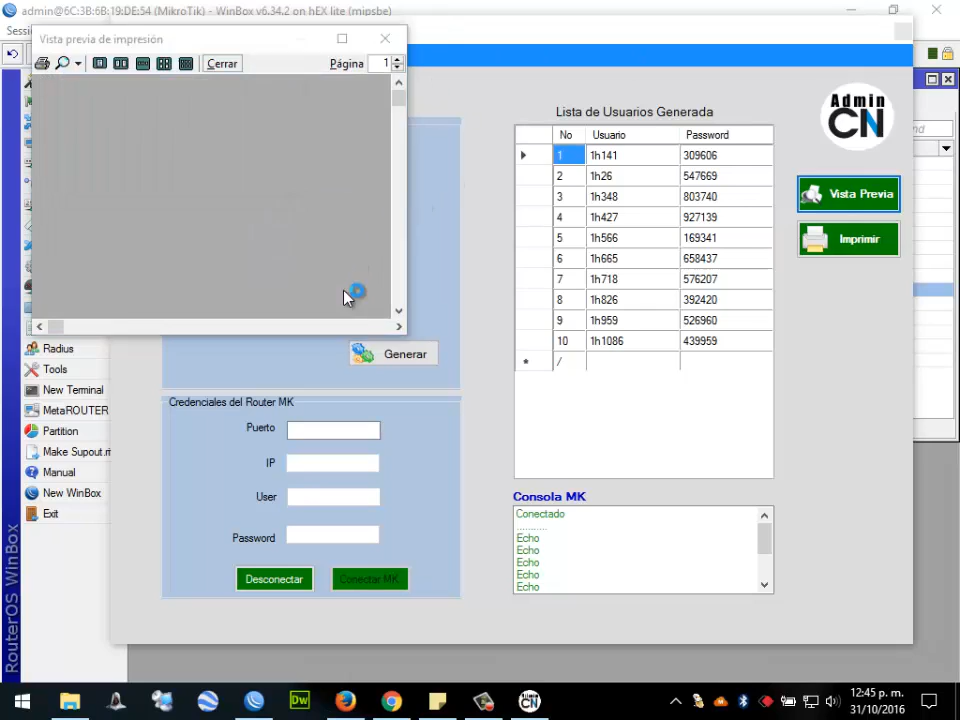 admin@6C:3B:6B:19:DE:54 (MikroTik) - WinBox v6.34.2 on hEX lite (mipsbe)
Sessi
Vista previa de impresión
Cerrar
Página
1
Admin
CN
Lista de Usuarios Generada
No Usuario Password
1 1h141 309606
2 1h26 547669
3 1h348 803740
4 1h427 927139
5 1h566 169341
6 1h665 658437
7 1h718 576207
8 1h826 392420
9 1h959 526960
10 1h1086 439959
* /
Vista Previa
Imprimir
Generar
Radius
Tools
New Terminal
MetaROUTER
Partition
Make Supout.ri
Manual
New WinBox
Exit
RouterOS WinBox
Credenciales del Router MK
Puerto
IP
User
Password
Desconectar
Conectar MK
Consola MK
Conectado
...........
Echo
Echo
Echo
Echo
Echo
Dw
Admin
CN
12:45 p. m.
31/10/2016